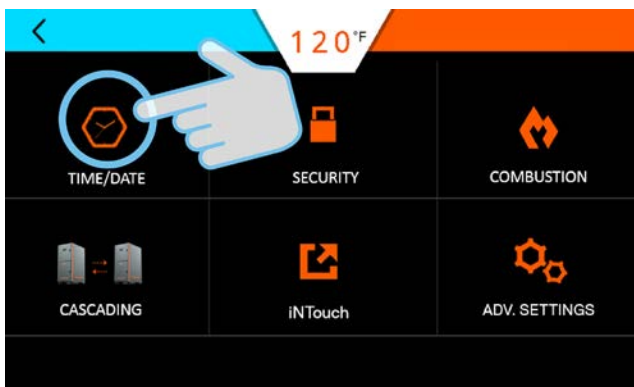 120°F
TIME/DATE
SECURITY
COMBUSTION
CASCADING
iNTouch
ADV. SETTINGS